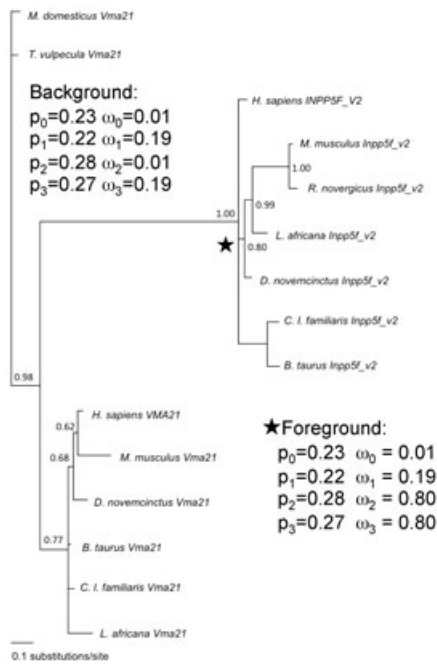 M. domesticus Vma21
T. vulpecula Vma21
Background:
p0=0.23 ω0=0.01
p1=0.22 ω1=0.19
p2=0.28 ω2=0.01
p3=0.27 ω3=0.19
H. sapiens INPP5F_V2
M. musculus Inpp5f_v2
1.00
R. novergicus Inpp5f_v2
0.99
1.00
L. africana Inpp5f_v2
0.80
D. novemcinctus Inpp5f_v2
C. l. familiaris Inpp5f_v2
B. taurus Inpp5f_v2
0.98
H. sapiens VMA21
0.62
M. musculus Vma21
0.68
D. novemcinctus Vma21
0.77
B. taurus Vma21
C. l. familiaris Vma21
L. africana Vma21
★Foreground:
p0=0.23 ω0 = 0.01
p1=0.22 ω1 = 0.19
p2=0.28 ω2 = 0.80
p3=0.27 ω3 = 0.80
0.1 substitutions/site